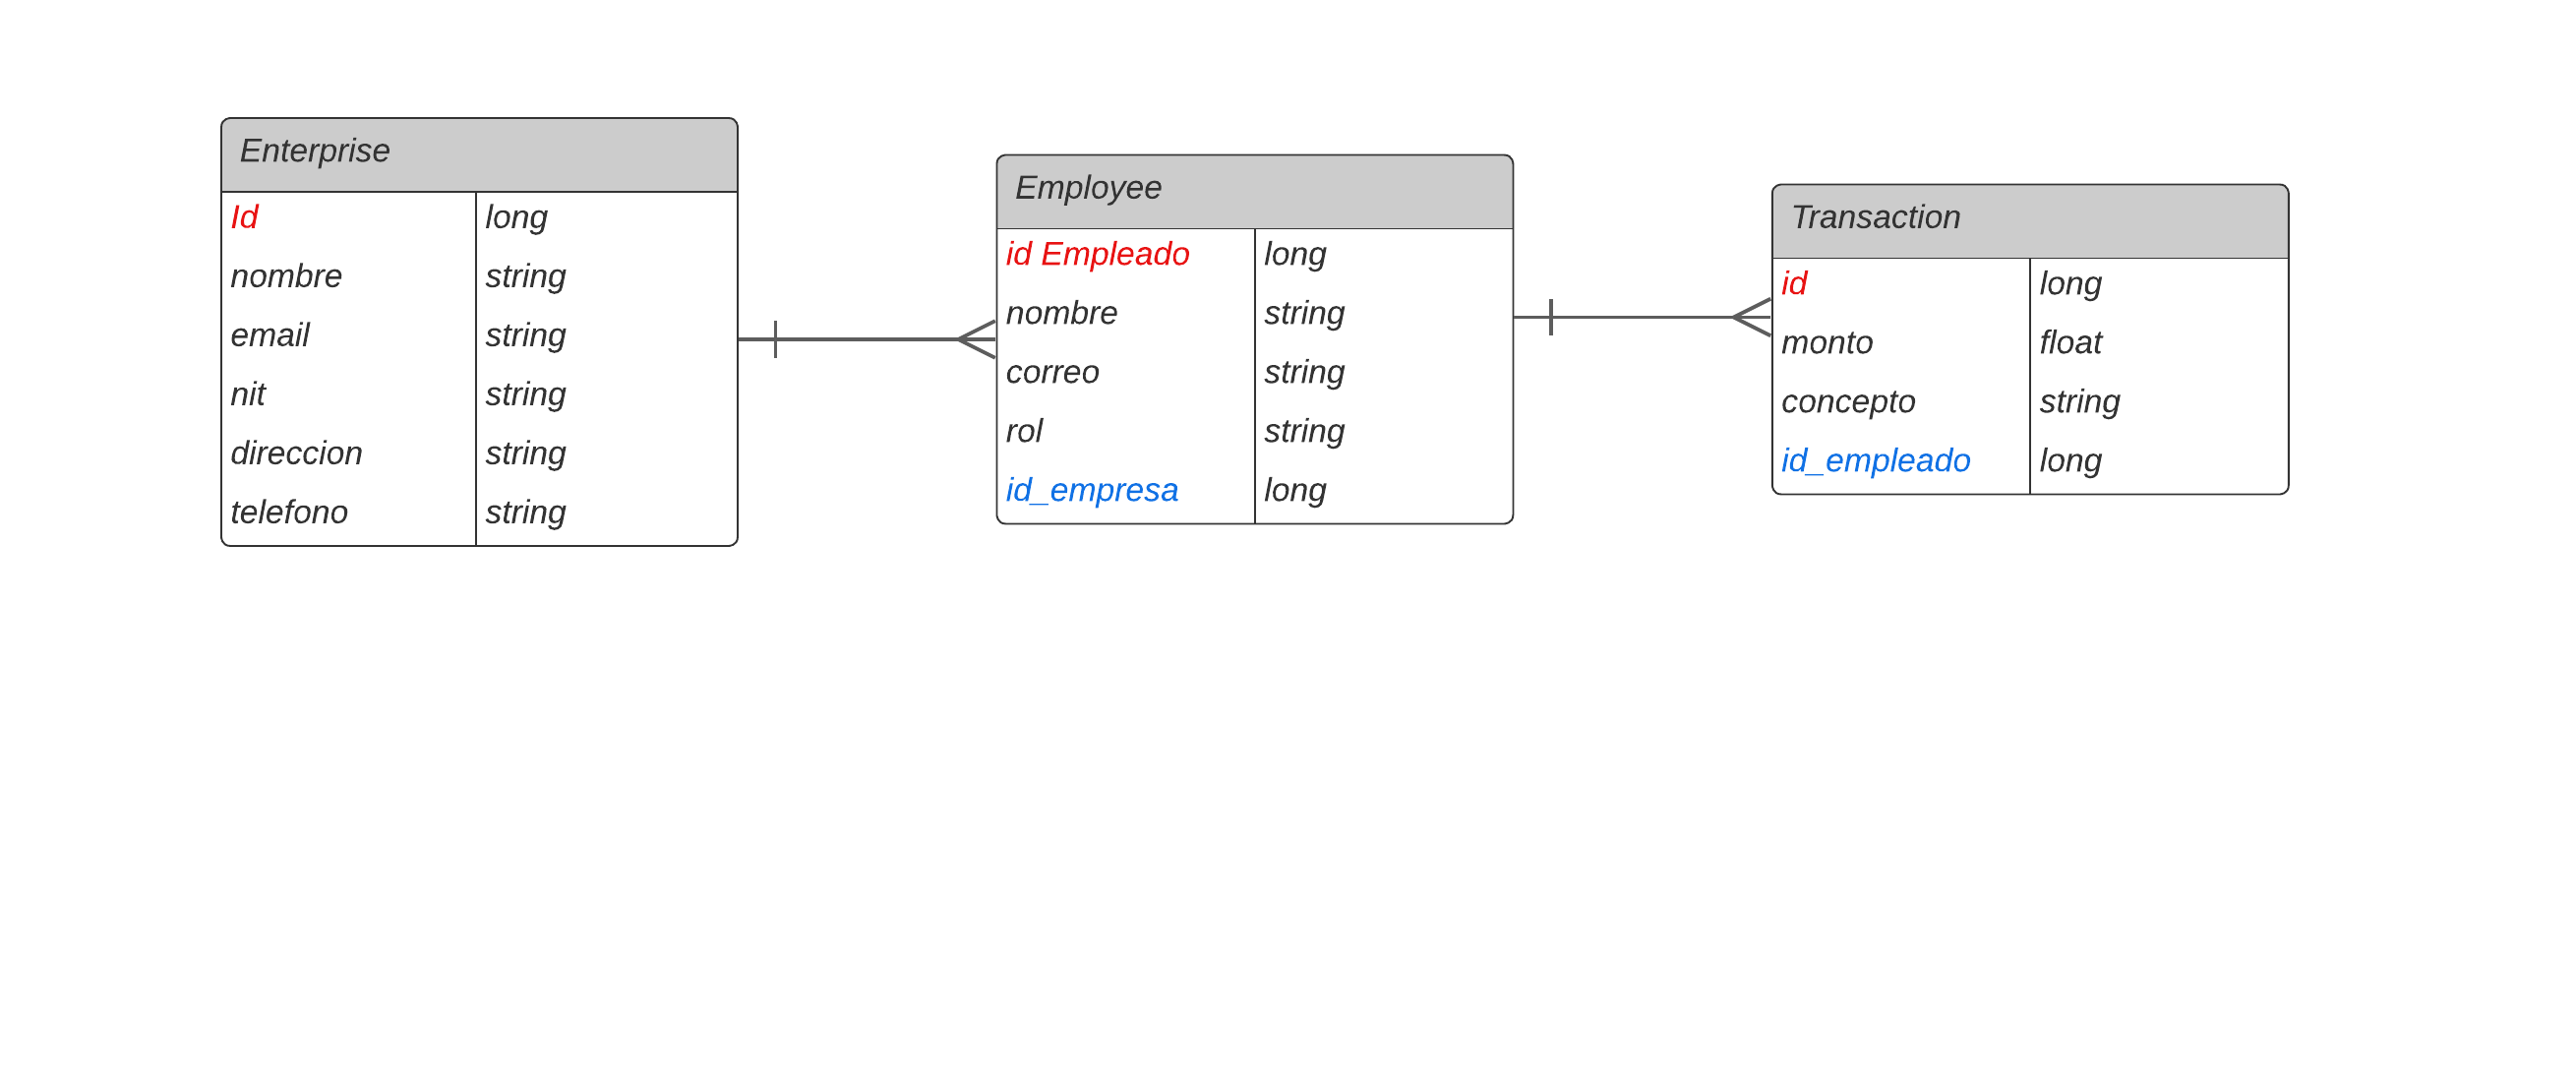 Enterprise
Id long
nombre string
email string
nit string
direccion string
telefono string
Employee
id Empleado long
nombre string
correo string
rol string
id_empresa long
Transaction
id long
monto float
concepto string
id_empleado long